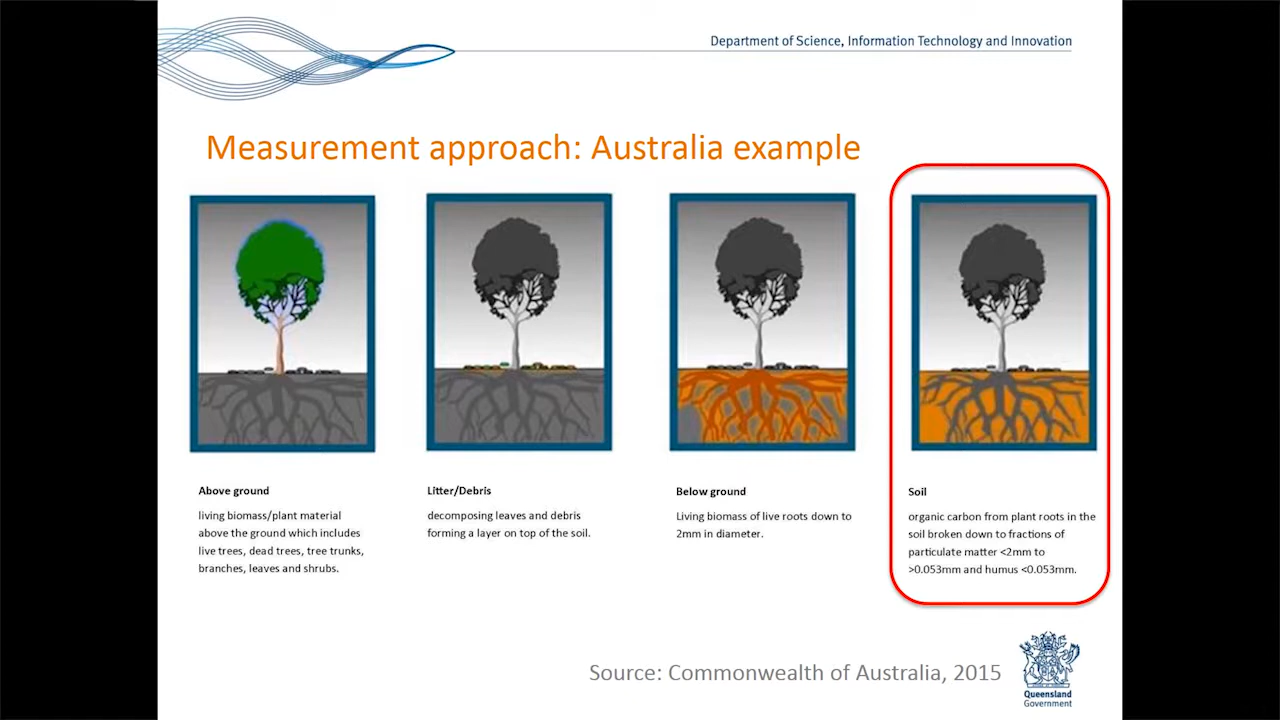 Department of Science, Information Technology and Innovation
Measurement approach: Australia example
Above ground
living biomass/plant material
above the ground which includes
live trees, dead trees, tree trunks,
branches, leaves and shrubs.
Litter/Debris
decomposing leaves and debris
forming a layer on top of the soil.
Below ground
Living biomass of live roots down to
2mm in diameter.
Soil
organic carbon from plant roots in the
soil broken down to fractions of
particulate matter <2mm to
>0.053mm and humus <0.053mm.
Source: Commonwealth of Australia, 2015
Queensland
Government